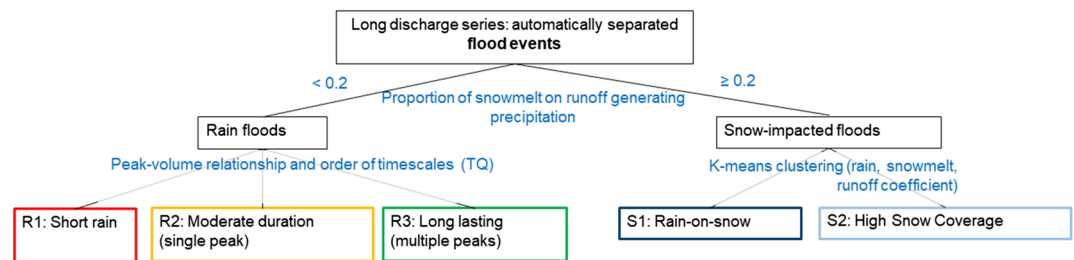 Long discharge series: automatically separated
flood events
< 0.2
≥ 0.2
Proportion of snowmelt on runoff generating
precipitation
Rain floods
Snow-impacted floods
Peak-volume relationship and order of timescales (TQ)
K-means clustering (rain, snowmelt,
runoff coefficient)
R1: Short rain
R2: Moderate duration
(single peak)
R3: Long lasting
(multiple peaks)
S1: Rain-on-snow
S2: High Snow Coverage